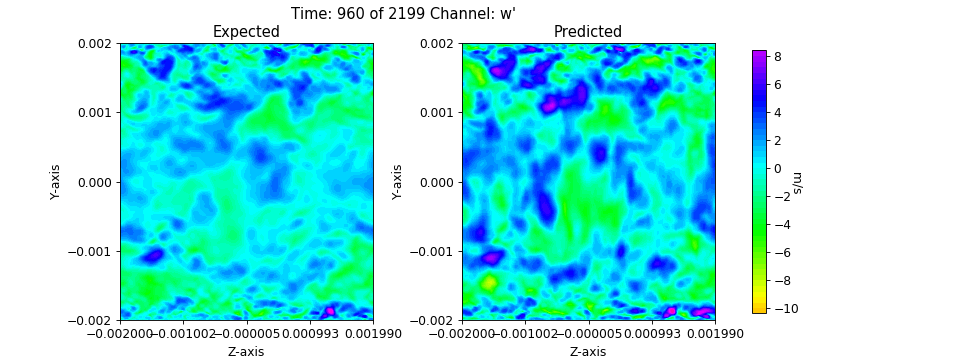 Time: 960 of 2199 Channel: w'
Expected Predicted
0.002 0.002 8
6
0.001 0.001 4
2
Y-axis 0.000 Y-axis 0.000 0 m/s
−2
−4
−0.001 −0.001 −6
−8
−0.002 −0.002 −10
−0.002000 −0.001002 −0.000005 0.000993 0.001990 −0.002000 −0.001002 −0.000005 0.000993 0.001990
Z-axis Z-axis